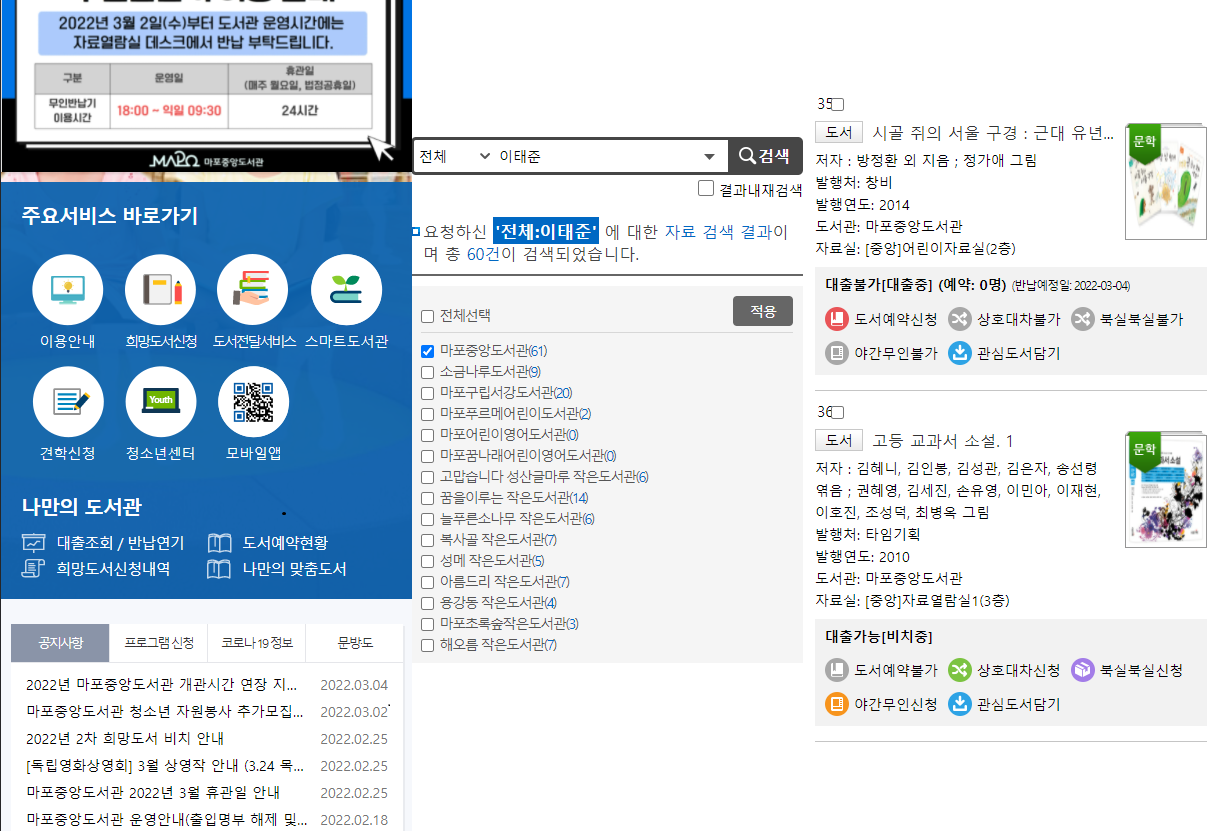 2022년 3월 2일(수)부터 도서관 운영시간에는
자료열람실 데스크에서 반납 부탁드립니다.
구분 운영일 휴관일
(매주 월요일, 법정공휴일)
무인반납기
이용시간 18:00 ~ 익일 09:30 24시간
MAPO 마포중앙도서관
주요서비스 바로가기
이용안내 희망도서신청 도서전달서비스 스마트도서관
Youth
견학신청 청소년센터 모바일앱
나만의 도서관
대출조회 / 반납연기 도서예약현황
희망도서신청내역 나만의 맞춤도서
공지사항 프로그램 신청 코로나 19 정보 문방도
2022년 마포중앙도서관 개관시간 연장 지... 2022.03.04
마포중앙도서관 청소년 자원봉사 추가모집... 2022.03.02
2022년 2차 희망도서 비치 안내 2022.02.25
[독립영화상영회] 3월 상영작 안내 (3.24 목... 2022.02.25
마포중앙도서관 2022년 3월 휴관일 안내 2022.02.25
마포중앙도서관 운영안내(출입명부 해제 및... 2022.02.18
전체 이태준 검색
결과내재검색
요청하신 '전체:이태준' 에 대한 자료 검색 결과이
며 총 60건이 검색되었습니다.
전체선택 적용
마포중앙도서관(61)
소금나루도서관(9)
마포구립서강도서관(20)
마포푸르메어린이도서관(2)
마포어린이영어도서관(0)
마포꿈나래어린이영어도서관(0)
고맙습니다 성산글마루 작은도서관(6)
꿈을이루는 작은도서관(14)
늘푸른소나무 작은도서관(6)
복사골 작은도서관(7)
성메 작은도서관(5)
아름드리 작은도서관(7)
용강동 작은도서관(4)
마포초록숲작은도서관(3)
해오름 작은도서관(7)
35
도서 시골 쥐의 서울 구경 : 근대 유년...
문학
저자 : 방정환 외 지음 ; 정가애 그림
발행처: 창비
발행연도: 2014
도서관: 마포중앙도서관
자료실: [중앙]어린이자료실(2층)
대출불가[대출중] (예약: 0명) (반납예정일: 2022-03-04)
도서예약신청 상호대차불가 북실북실불가
야간무인불가 관심도서담기
36
도서 고등 교과서 소설. 1
문학
저자 : 김혜니, 김인봉, 김성관, 김은자, 송선령
엮음 ; 권혜영, 김세진, 손유영, 이민아, 이재현,
이호진, 조성덕, 최병옥 그림
발행처: 타임기획
발행연도: 2010
도서관: 마포중앙도서관
자료실: [중앙]자료열람실1(3층)
대출가능[비치중]
도서예약불가 상호대차신청 북실북실신청
야간무인신청 관심도서담기